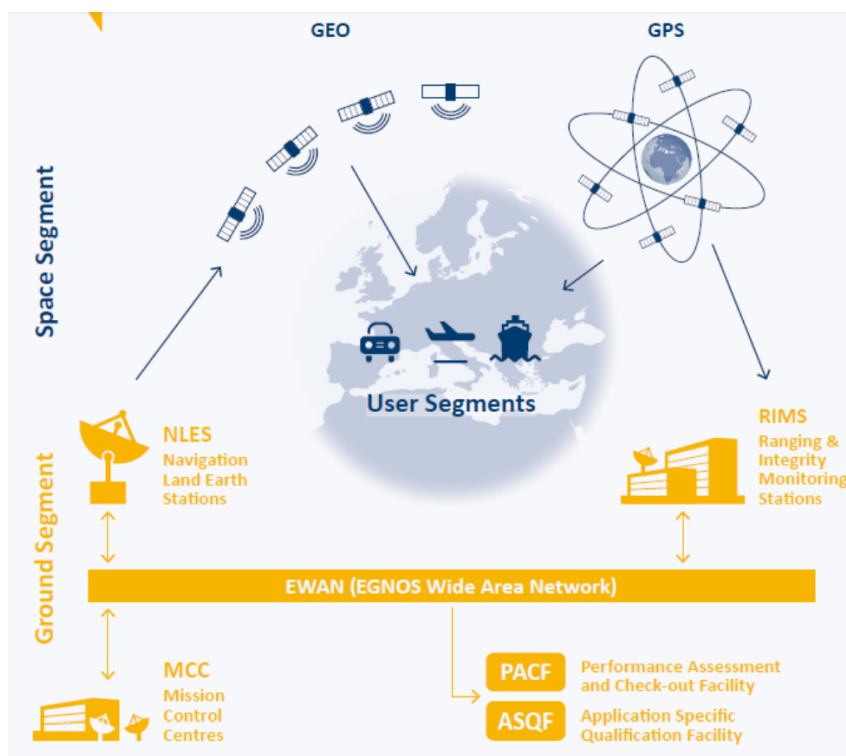 GEO
GPS
Space Segment
User Segments
NLES
Navigation
Land Earth
Stations
RIMS
Ranging &
Integrity
Monitoring
Stations
Ground Segment
EWAN (EGNOS Wide Area Network)
MCC
Mission
Control
Centres
PACF
Performance Assessment
and Check-out Facility
ASQF
Application Specific
Qualification Facility